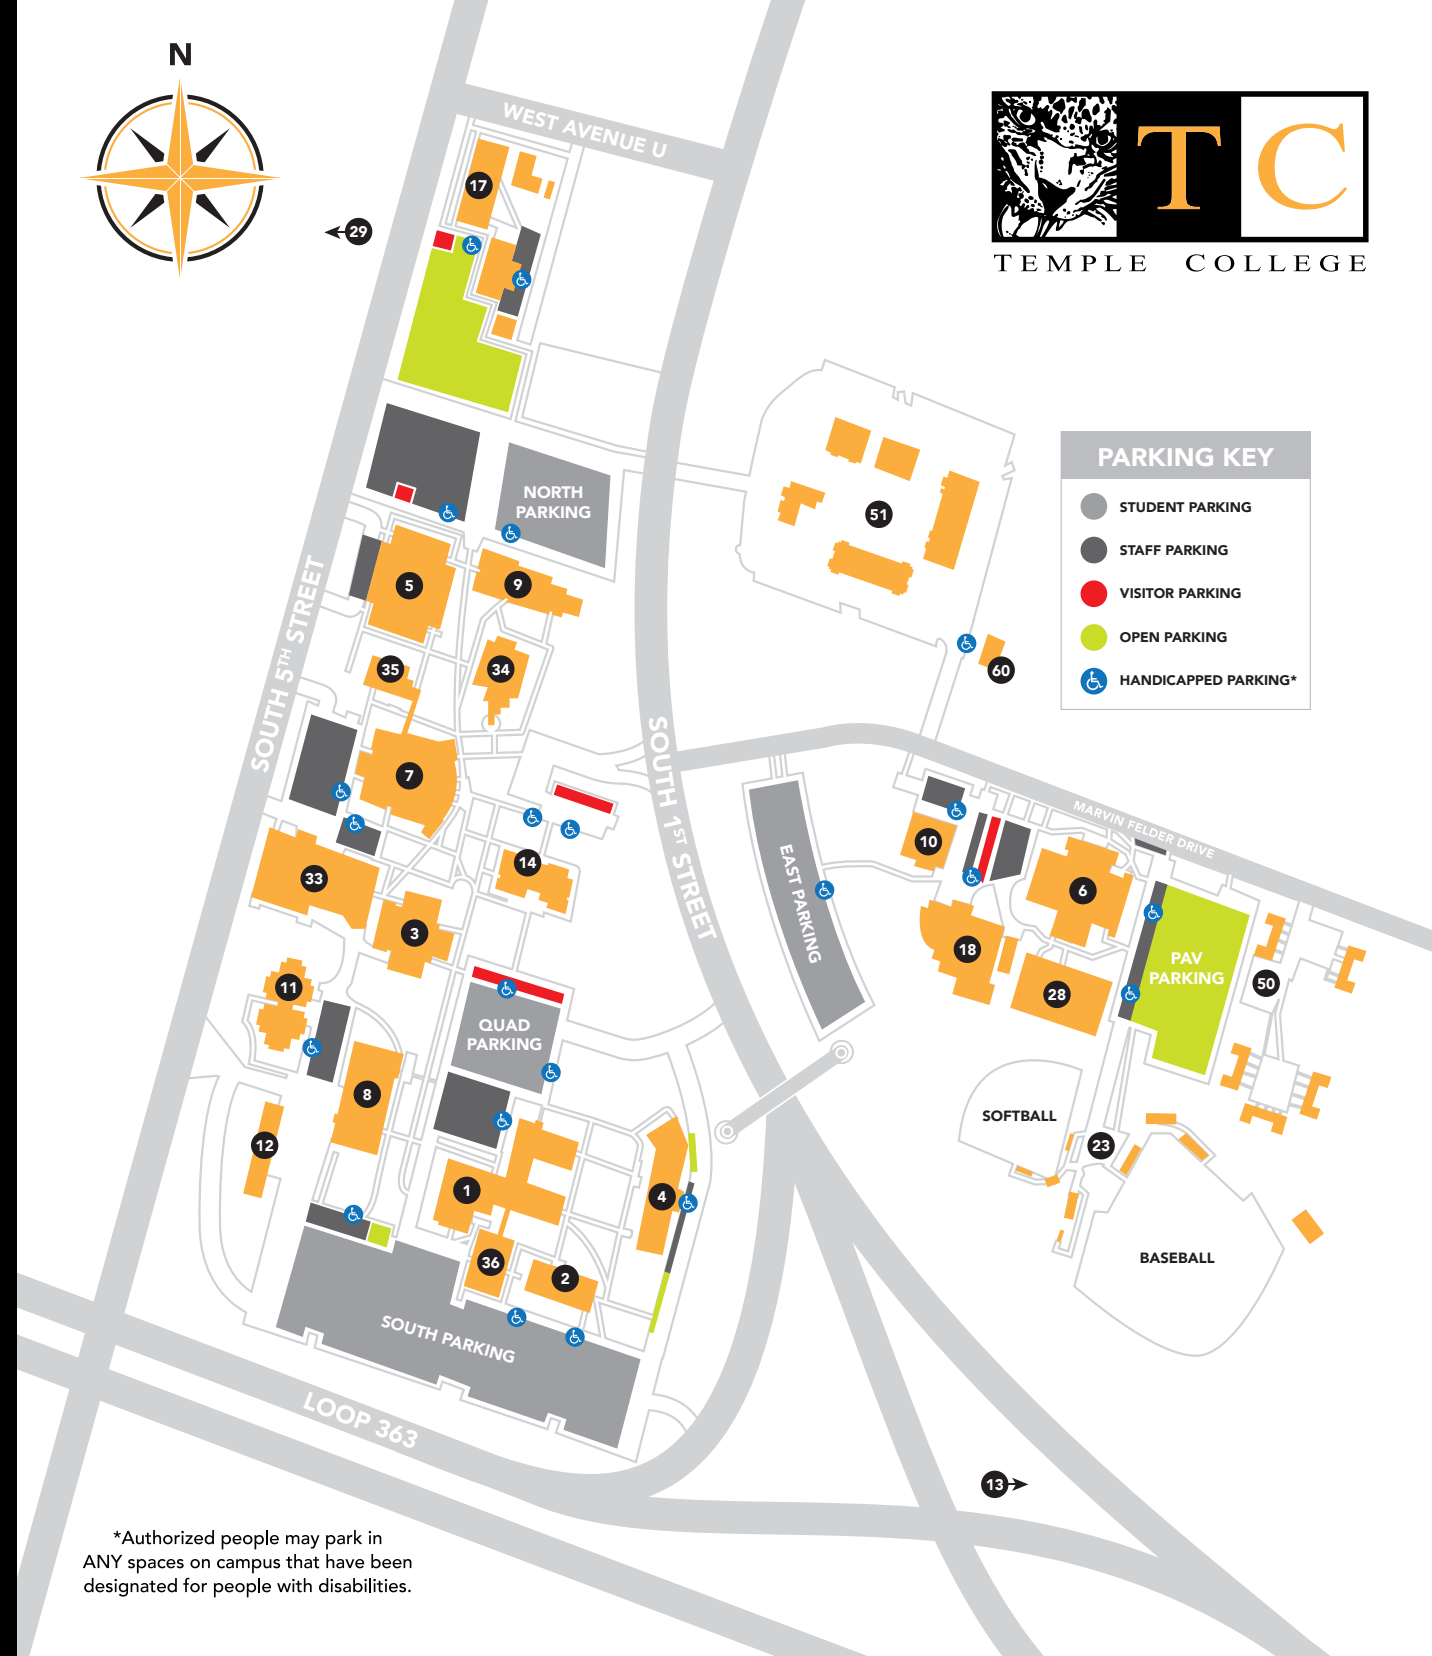 N
WEST AVENUE U
T C
TEMPLE COLLEGE
17
29
PARKING KEY
STUDENT PARKING
STAFF PARKING
VISITOR PARKING
OPEN PARKING
HANDICAPPED PARKING*
NORTH
PARKING
51
5
9
SOUTH 5TH STREET
35
34
60
7
SOUTH 1ST STREET
MARVIN FELDER DRIVE
10
14
33
EAST PARKING
6
3
18
PAV
PARKING
11
28
50
QUAD
PARKING
8
SOFTBALL
12
23
1
4
BASEBALL
36
2
SOUTH PARKING
LOOP 363
13
*Authorized people may park in
ANY spaces on campus that have been
designated for people with disabilities.